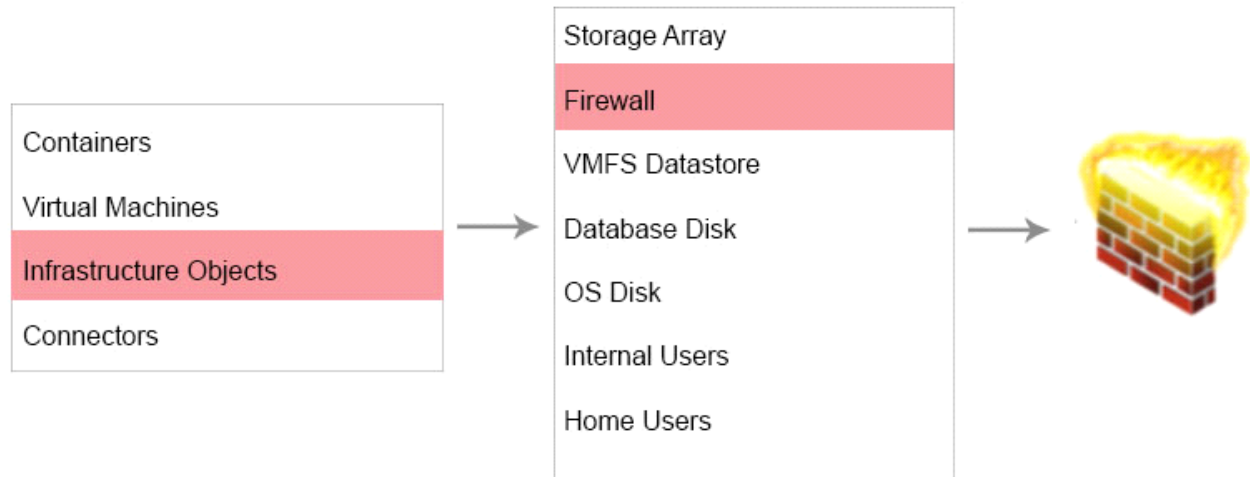 Containers
Virtual Machines
Infrastructure Objects
Connectors
Storage Array
Firewall
VMFS Datastore
Database Disk
OS Disk
Internal Users
Home Users